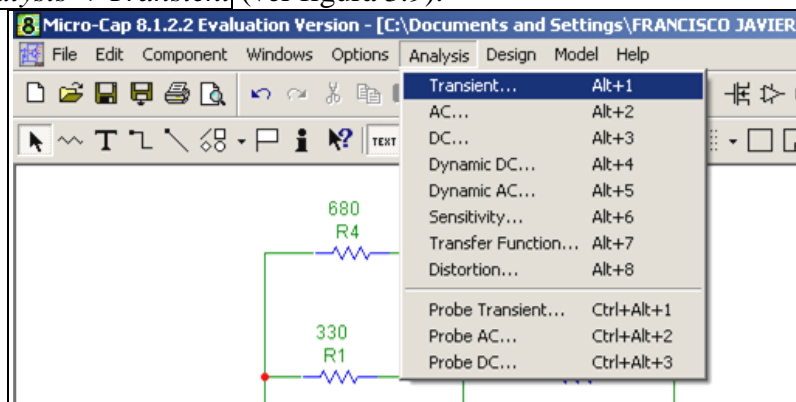 Transient (ver figura 3.9).
Micro-Cap 8.1.2.2 Evaluation Version - [C:\Documents and Settings\FRANCISCO JAVIER
File Edit Component Windows Options Analysis Design Model Help
T TEXT
Transient... Alt+1
AC... Alt+2
DC... Alt+3
Dynamic DC... Alt+4
Dynamic AC... Alt+5
Sensitivity... Alt+6
Transfer Function... Alt+7
Distortion... Alt+8
Probe Transient... Ctrl+Alt+1
Probe AC... Ctrl+Alt+2
Probe DC... Ctrl+Alt+3
680
R4
330
R1